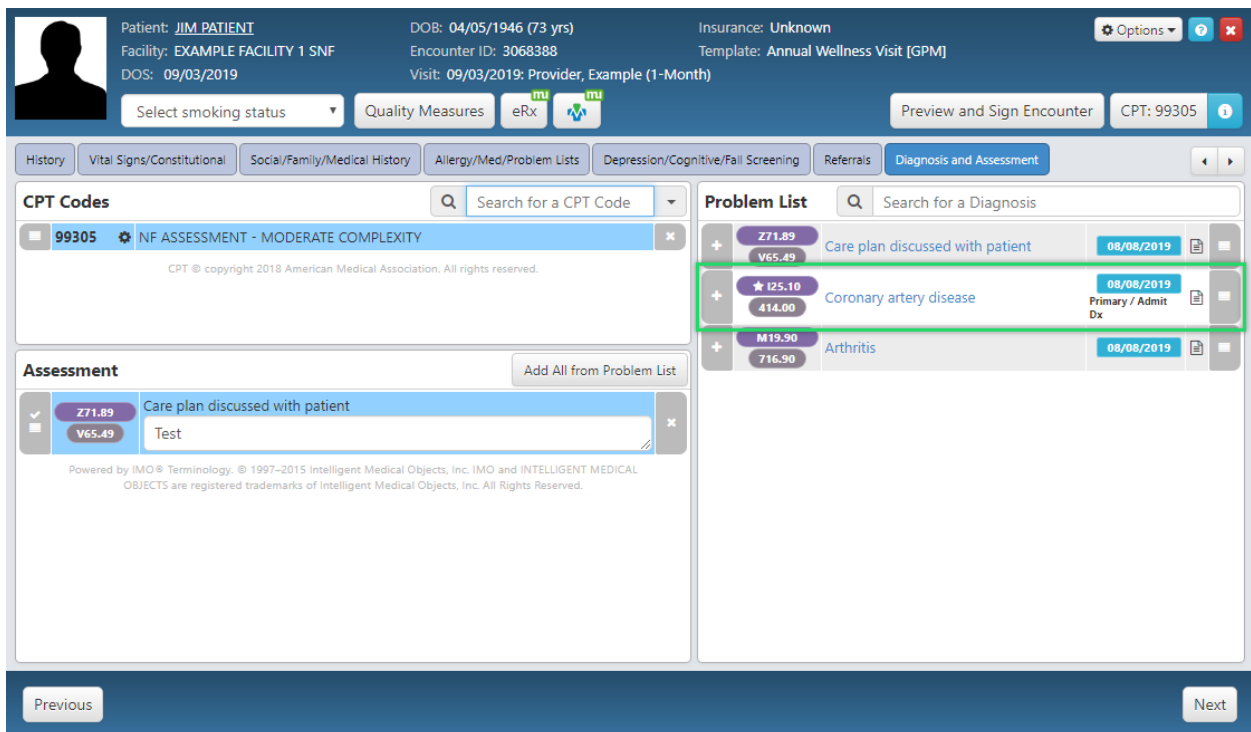 Patient: JIM PATIENT
DOB: 04/05/1946 (73 yrs)
Insurance: Unknown
Options
Facility: EXAMPLE FACILITY 1 SNF
Encounter ID: 3068388
Template: Annual Wellness Visit [GPM]
DOS: 09/03/2019
Visit: 09/03/2019: Provider, Example (1-Month)
Select smoking status
Quality Measures
eRx
mu
mu
Preview and Sign Encounter
CPT: 99305
History
Vital Signs/Constitutional
Social/Family/Medical History
Allergy/Med/Problem Lists
Depression/Cognitive/Fall Screening
Referrals
Diagnosis and Assessment
CPT Codes
Search for a CPT Code
99305
NF ASSESSMENT - MODERATE COMPLEXITY
CPT © copyright 2018 American Medical Association. All rights reserved.
Assessment
Add All from Problem List
Z71.89
V65.49
Care plan discussed with patient
Test
Powered by IMO® Terminology. © 1997–2015 Intelligent Medical Objects, Inc. IMO and INTELLIGENT MEDICAL
OBJECTS are registered trademarks of Intelligent Medical Objects, Inc. All Rights Reserved.
Problem List
Search for a Diagnosis
Z71.89
V65.49
Care plan discussed with patient
08/08/2019
I25.10
414.00
Coronary artery disease
08/08/2019
Primary / Admit
Dx
M19.90
716.90
Arthritis
08/08/2019
Previous
Next